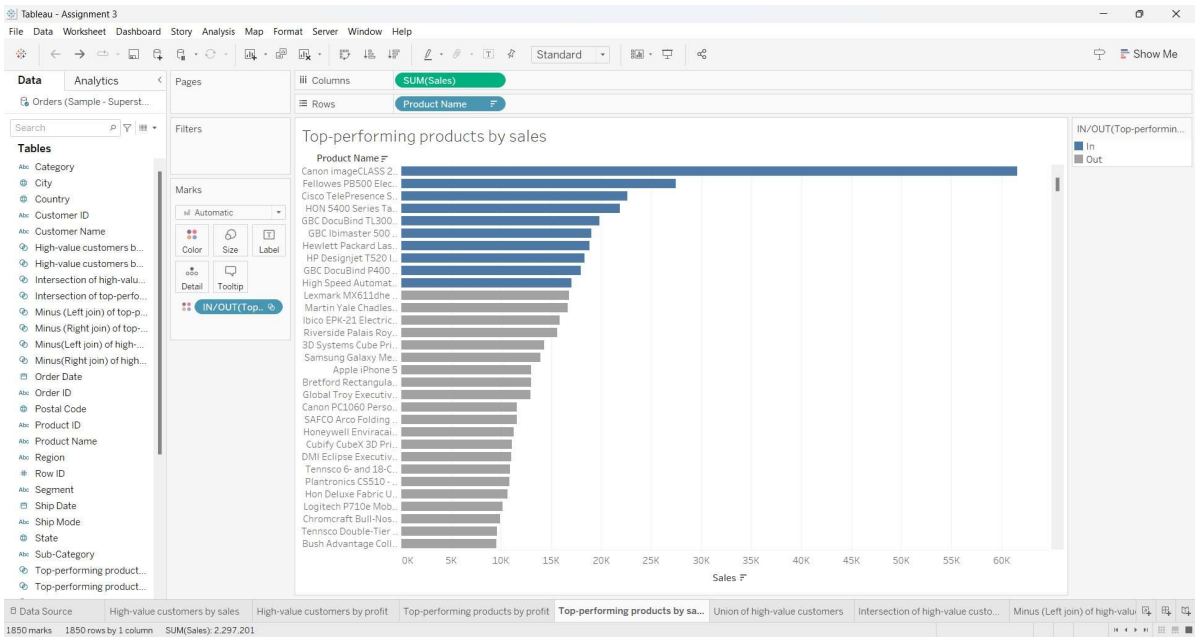 Tableau - Assignment 3
File Data Worksheet Dashboard Story Analysis Map Format Server Window Help
Standard
Show Me
Data
Analytics
Orders (Sample - Superst...
Search
Tables
Abc Category
City
Country
Abc Customer ID
Abc Customer Name
High-value customers b...
High-value customers b...
Intersection of high-valu...
Intersection of top-perfo...
Minus (Left join) of top-p...
Minus (Right join) of top-...
Minus(Left join) of high-...
Minus(Right join) of high...
Order Date
Abc Order ID
Postal Code
Abc Product ID
Abc Product Name
Abc Region
# Row ID
Abc Segment
Ship Date
Abc Ship Mode
State
Abc Sub-Category
Top-performing product...
Top-performing product...
Pages
Filters
Marks
Automatic
Color
Size
Label
Detail
Tooltip
IN/OUT(Top..
Columns
SUM(Sales)
Rows
Product Name
Top-performing products by sales
Product Name
Canon imageCLASS 2..
Fellowes PB500 Elec..
Cisco TelePresence S..
HON 5400 Series Ta..
GBC DocuBind TL300..
GBC Ibimaster 500 ..
Hewlett Packard Las..
HP Designjet T520 I..
GBC DocuBind P400 ..
High Speed Automat..
Lexmark MX611dhe ..
Martin Yale Chadles..
Ibico EPK-21 Electric..
Riverside Palais Roy..
3D Systems Cube Pri..
Samsung Galaxy Me..
Apple iPhone 5
Bretford Rectangula..
Global Troy Executiv..
Canon PC1060 Perso..
SAFCO Arco Folding ..
Honeywell Enviracai..
Cubify CubeX 3D Pri..
DMI Eclipse Executiv..
Tennsco 6- and 18-C..
Plantronics CS510 -..
Hon Deluxe Fabric U..
Logitech P710e Mob..
Chromcraft Bull-Nos..
Tennsco Double-Tier ..
Bush Advantage Coll..
0K 5K 10K 15K 20K 25K 30K 35K 40K 45K 50K 55K 60K
Sales
IN/OUT(Top-performin...
In
Out
Data Source
High-value customers by sales
High-value customers by profit
Top-performing products by profit
Top-performing products by sa...
Union of high-value customers
Intersection of high-value custo...
Minus (Left join) of high-valu
1850 marks 1850 rows by 1 column SUM(Sales): 2,297,201